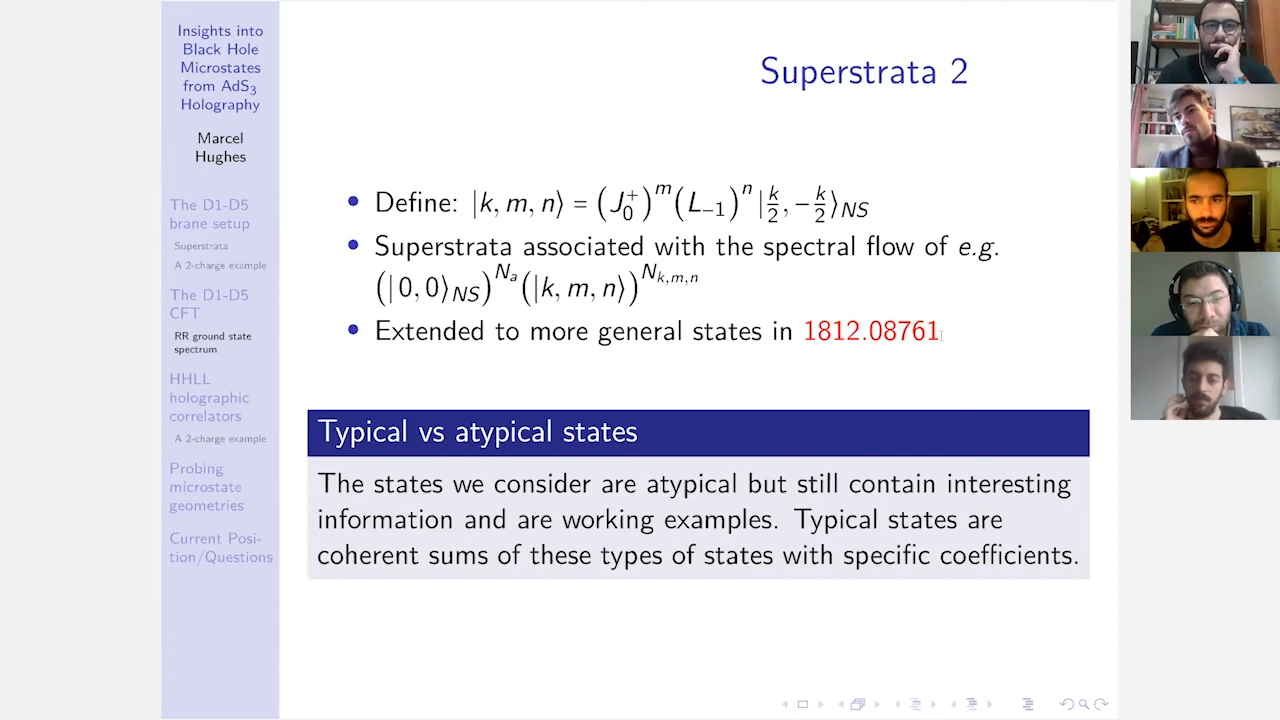 Insights into
Black Hole
Microstates
from AdS₃
Holography
Marcel
Hughes
The D1-D5
brane setup
Superstrata
A 2-charge example
The D1-D5
CFT
RR ground state
spectrum
HHLL
holographic
correlators
A 2-charge example
Probing
microstate
geometries
Current Posi-
tion/Questions
Superstrata 2
• Define: |k, m, n⟩ = (J₀⁺)ᵐ(L₋₁)ⁿ|k/2, −k/2⟩_NS
• Superstrata associated with the spectral flow of e.g.
(|0, 0⟩_NS)^{N_a}(|k, m, n⟩)^{N_{k,m,n}}
• Extended to more general states in 1812.08761
Typical vs atypical states
The states we consider are atypical but still contain interesting
information and are working examples. Typical states are
coherent sums of these types of states with specific coefficients.